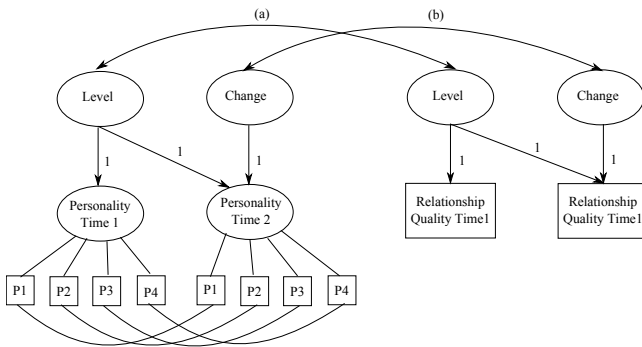 (a)
(b)
Level
Change
Level
Change
1
1
1
1
1
1
Personality
Time 1
Personality
Time 2
Relationship
Quality Time1
Relationship
Quality Time1
P1
P2
P3
P4
P1
P2
P3
P4